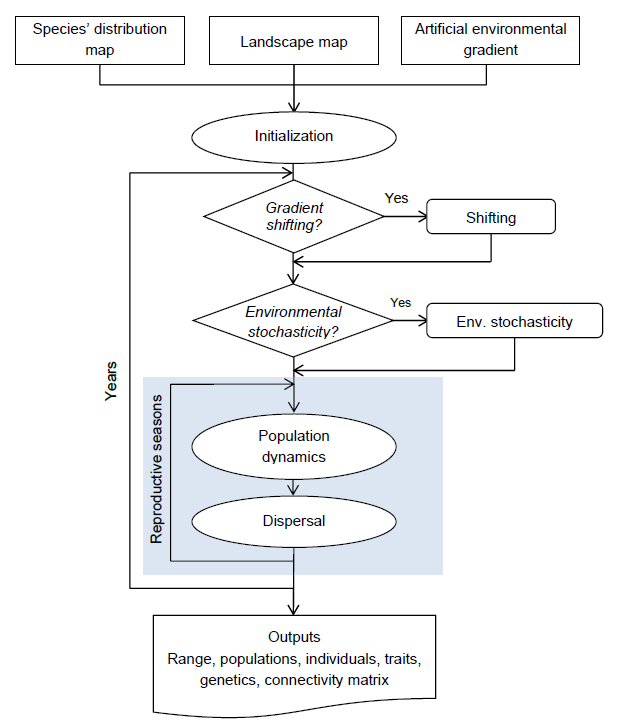 Species’ distribution
map
Landscape map
Artificial environmental
gradient
Initialization
Gradient
shifting?
Yes
Shifting
Environmental
stochasticity?
Yes
Env. stochasticity
Years
Reproductive seasons
Population
dynamics
Dispersal
Outputs
Range, populations, individuals, traits,
genetics, connectivity matrix